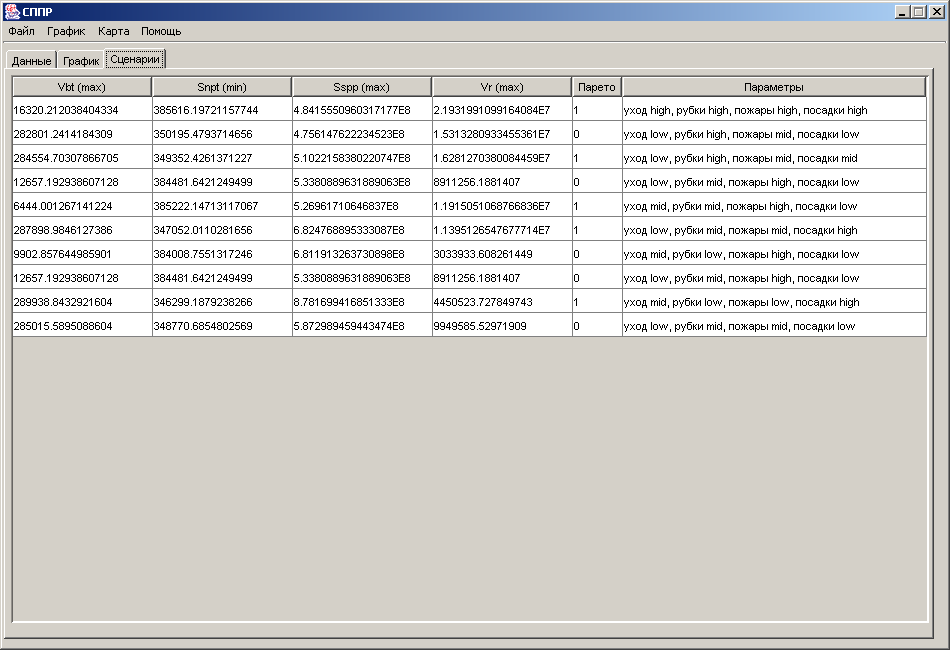 СППР
Файл График Карта Помощь
Данные График Сценарии
Vbt (max) Snpt (min) Sspp (max) Vr (max) Парето Параметры
16320.212038404334 385616.19721157744 4.8415550960317177E8 2.1931991099164084E7 1 уход high, рубки high, пожары high, посадки high
282801.2414184309 350195.4793714656 4.756147622234523E8 1.5313280933455361E7 0 уход low, рубки high, пожары mid, посадки low
284554.70307866705 349352.4261371227 5.1022158380220747E8 1.6281270380084459E7 1 уход low, рубки high, пожары mid, посадки mid
12657.192938607128 384481.6421249499 5.3380889631889063E8 8911256.1881407 0 уход low, рубки mid, пожары high, посадки low
6444.001267141224 385222.14713117067 5.26961710646837E8 1.1915051068766836E7 1 уход mid, рубки mid, пожары high, посадки low
287898.9846127386 347052.0110281656 6.824768895333087E8 1.1395126547677714E7 1 уход low, рубки mid, пожары mid, посадки high
9902.857644985901 384008.7551317246 6.811913263730898E8 3033933.608261449 0 уход mid, рубки low, пожары high, посадки low
12657.192938607128 384481.6421249499 5.3380889631889063E8 8911256.1881407 0 уход low, рубки mid, пожары high, посадки low
289938.8432921604 346299.1879238266 8.781699416851333E8 4450523.727849743 1 уход mid, рубки low, пожары low, посадки high
285015.5895088604 348770.6854802569 5.872989459443474E8 9949585.52971909 0 уход low, рубки mid, пожары mid, посадки low